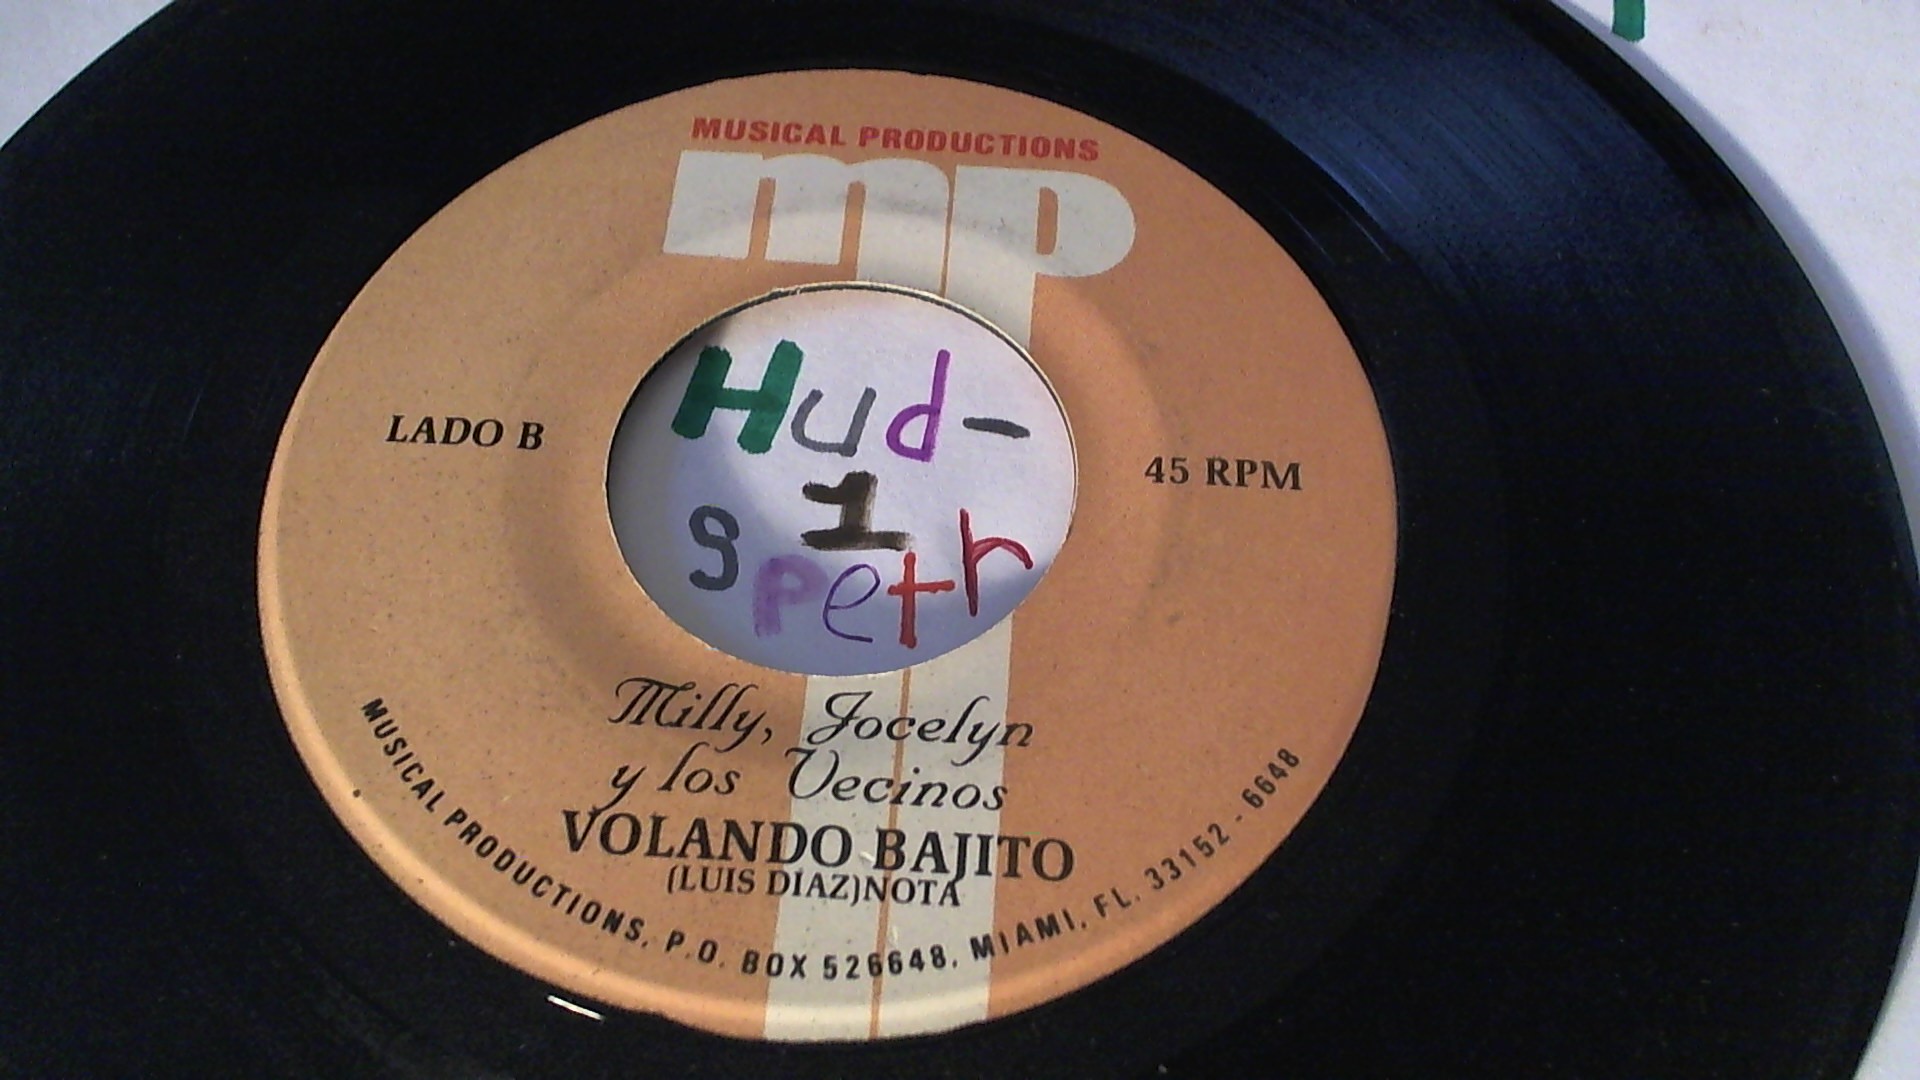 MUSICAL PRODUCTIONS
mp
Hud-
1
spetr
LADO B
45 RPM
Milly, Jocelyn
y los Vecinos
VOLANDO BAJITO
(LUIS DIAZ)NOTA
MUSICAL PRODUCTIONS, P.O. BOX 526648, MIAMI, FL. 33152 - 6648